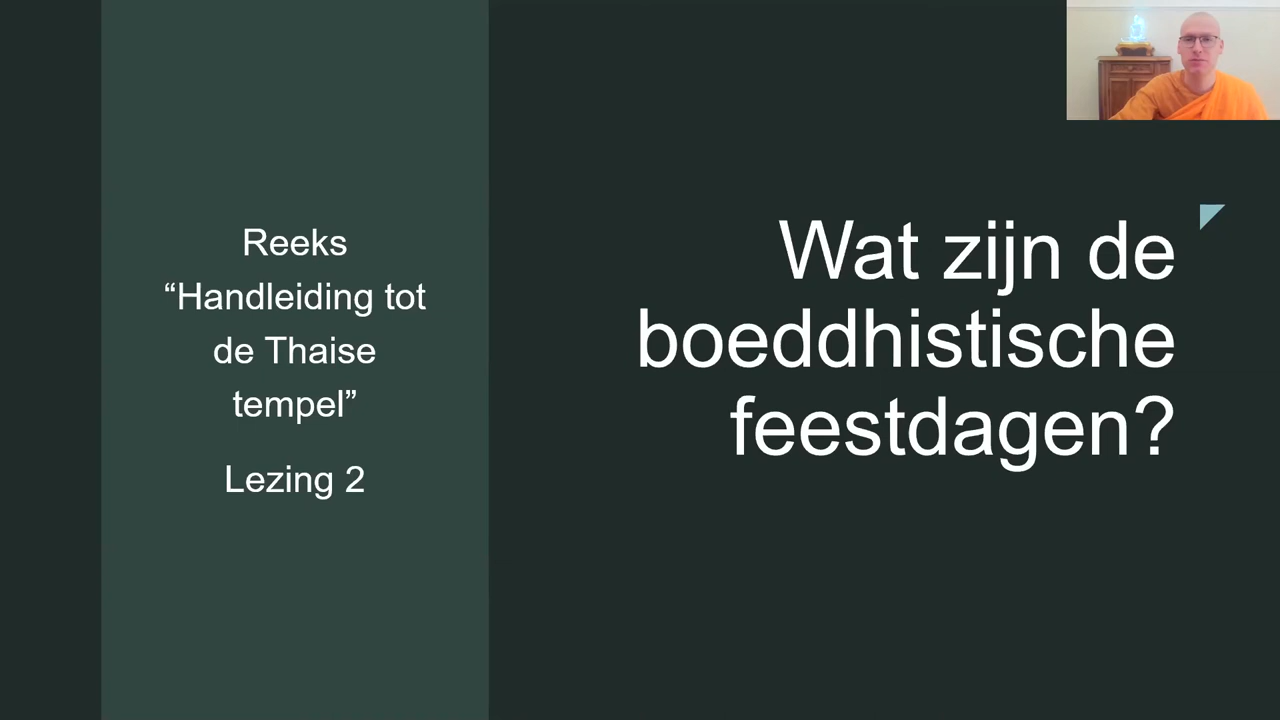 Reeks
“Handleiding tot
de Thaise
tempel”
Lezing 2
Wat zijn de
boeddhistische
feestdagen?